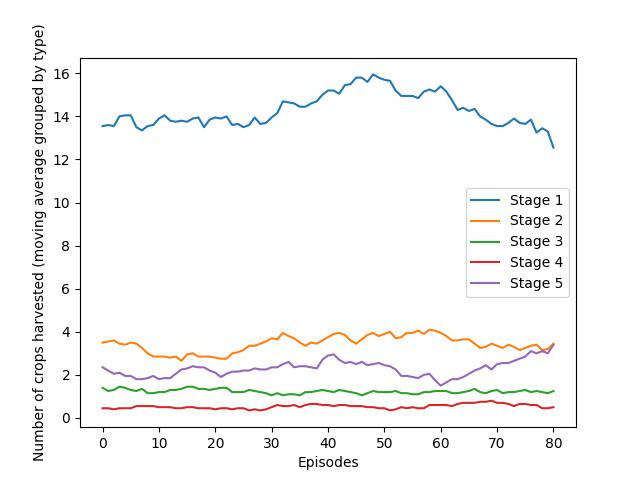 Number of crops harvested (moving average grouped by type)
16
14
12
10
8
6
4
2
0
Stage 1
Stage 2
Stage 3
Stage 4
Stage 5
0 10 20 30 40 50 60 70 80
Episodes